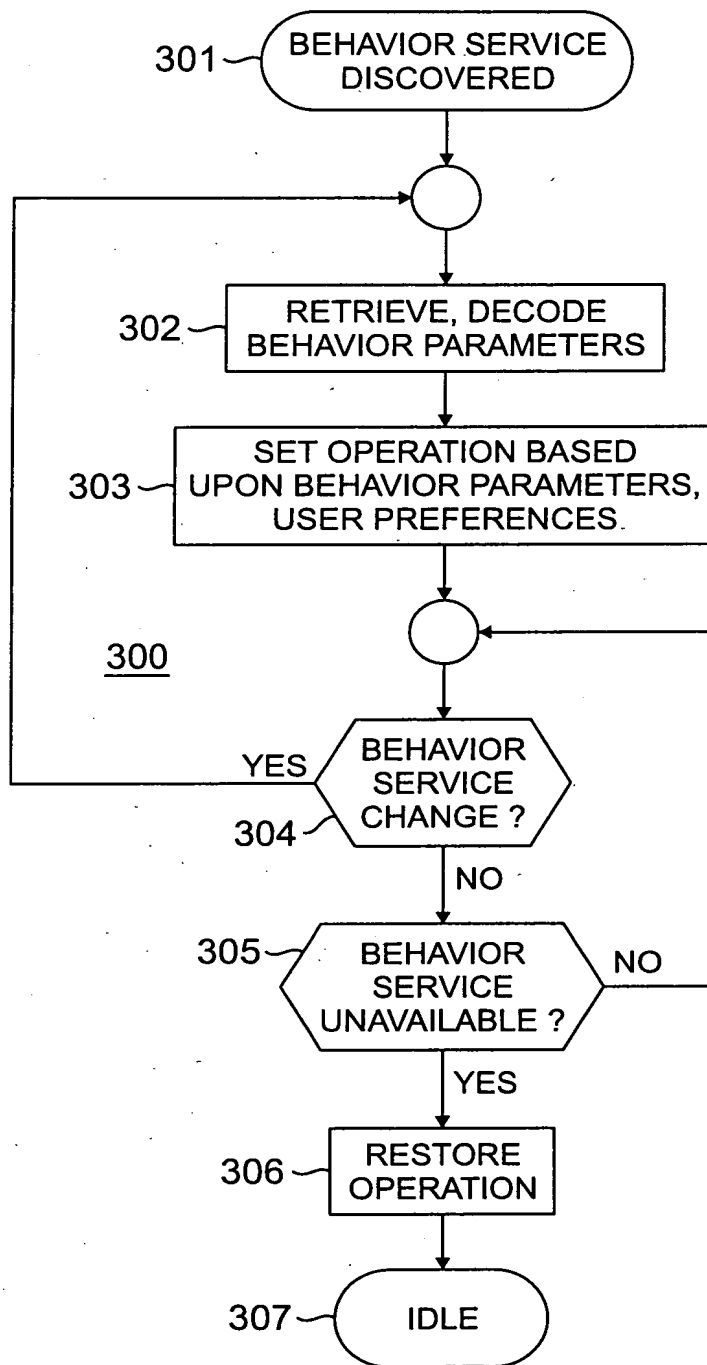 301
BEHAVIOR SERVICE
DISCOVERED
302
RETRIEVE, DECODE
BEHAVIOR PARAMETERS
303
SET OPERATION BASED
UPON BEHAVIOR PARAMETERS,
USER PREFERENCES.
300
YES
BEHAVIOR
SERVICE
CHANGE ?
304
NO
305
BEHAVIOR
SERVICE
UNAVAILABLE ?
NO
YES
306
RESTORE
OPERATION
307
IDLE